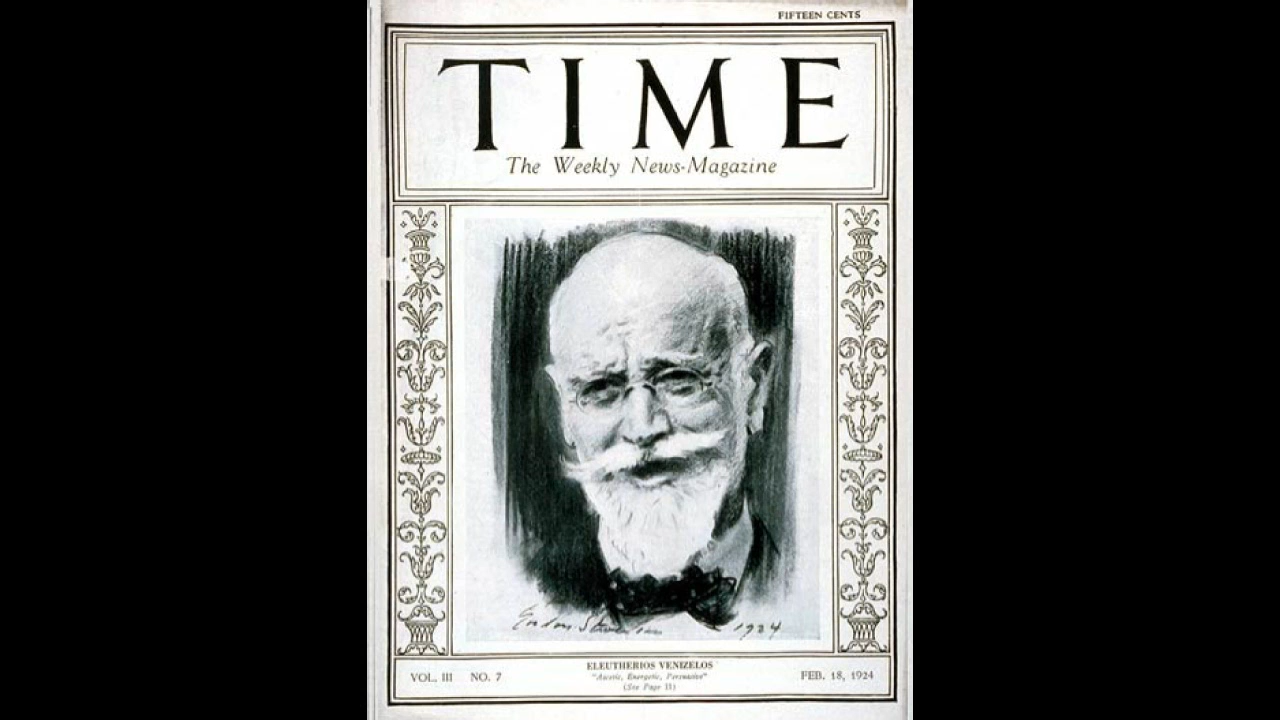 FIFTEEN CENTS
TIME
The Weekly News-Magazine
1924
ELEUTHERIOS VENIZELOS
"Ascetic, Energetic, Persuasive"
(See Page 11)
VOL. III NO. 7 FEB. 18, 1924